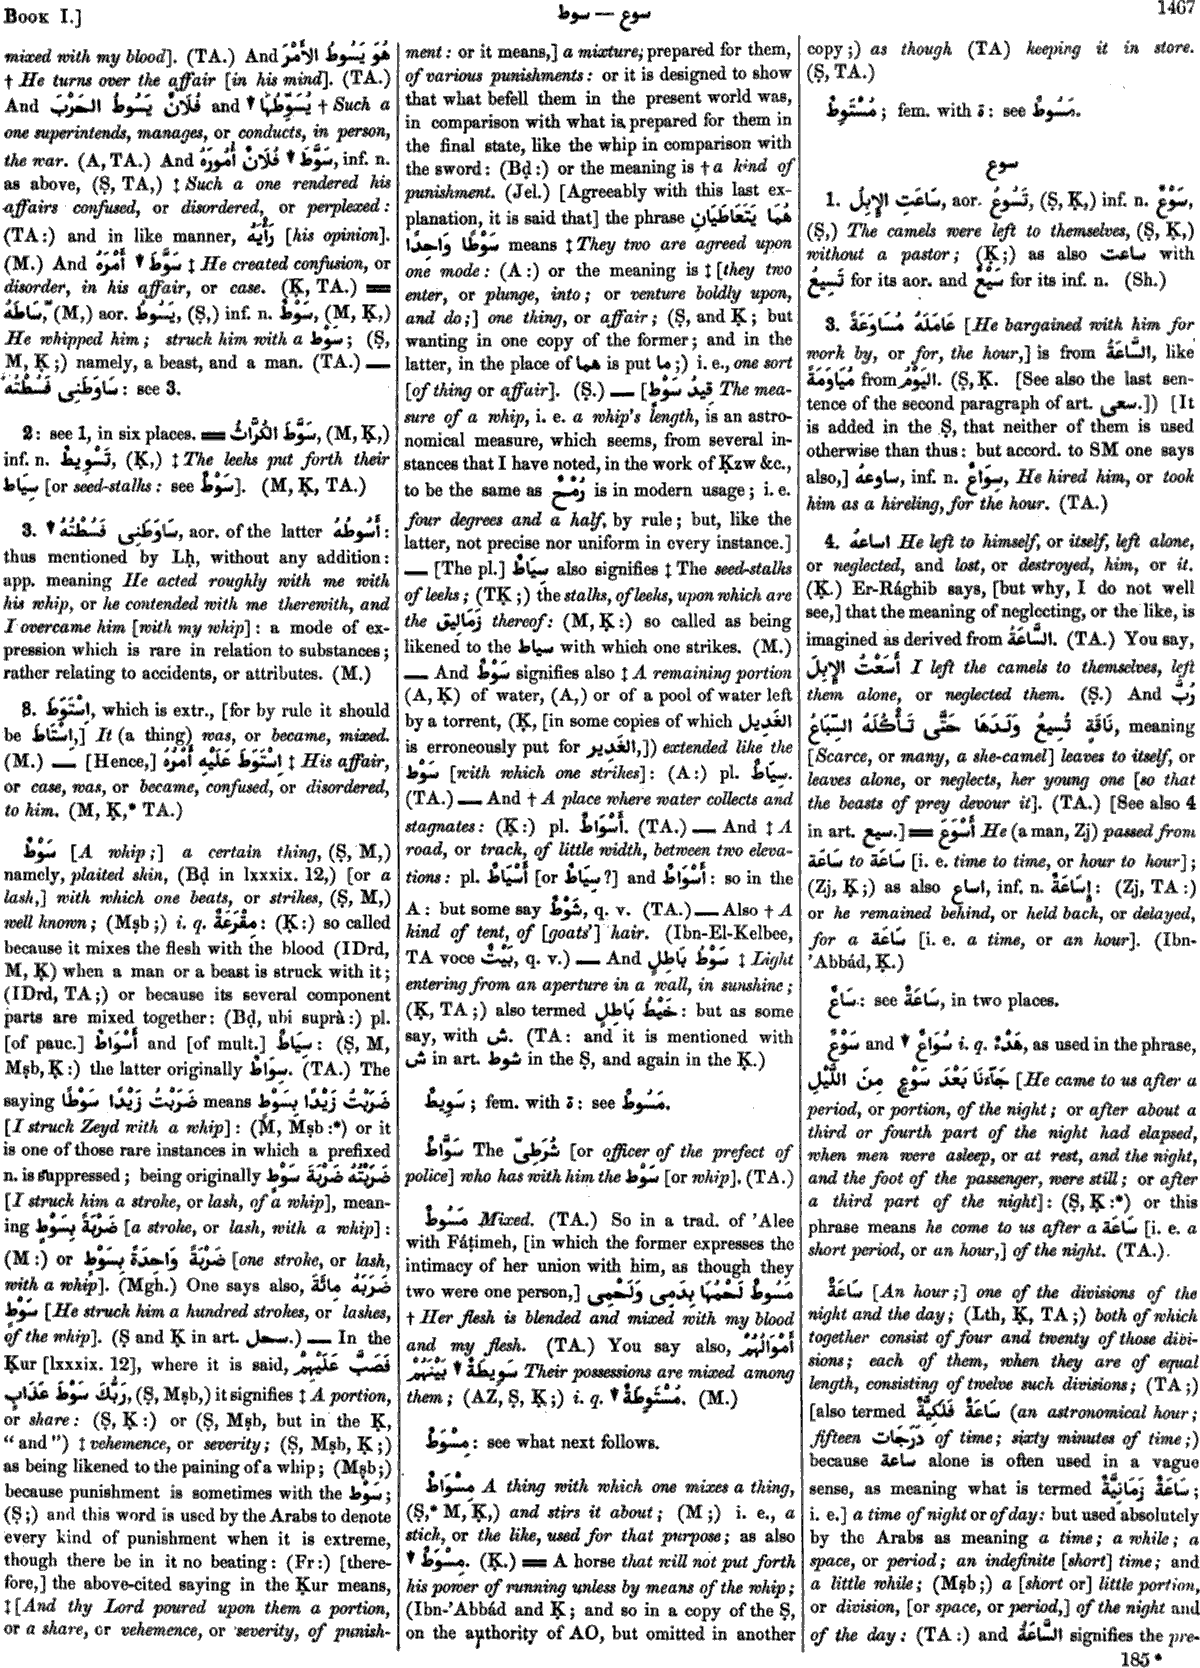 BOOK I.]
سوط — سوع
1467
mixed with my blood]. (TA.) And هُوَ يَسُوطُ الأَمْرَ
† He turns over the affair [in his mind]. (TA.)
And فُلَانٌ يَسُوطُ الحَرْبَ and ▼ يُسَوِّطُهَا † Such a
one superintends, manages, or conducts, in person,
the war. (A, TA.) And سَوَّطَ ▼ فُلَانٌ أُمُورَهُ, inf. n.
as above, (Ṣ, TA,) ‡ Such a one rendered his
affairs confused, or disordered, or perplexed:
(TA:) and in like manner, رَأْيَهُ [his opinion].
(M.) And سَوَّطَ ▼ أَمْرَهُ ‡ He created confusion, or
disorder, in his affair, or case. (Ḳ, TA.) ══
سَاطَهُ, (M,) aor. يَسُوطُ, (Ṣ,) inf. n. سَوْطٌ, (M, Ḳ,)
He whipped him; struck him with a سَوْط; (Ṣ,
M, Ḳ;) namely, a beast, and a man. (TA.) —
سَاوَطَنِى فَسُطْتُهُ: see 3.
2: see 1, in six places. ══ سَوَّطَ الكُرَّاثُ, (M, Ḳ,)
inf. n. تَسْوِيطٌ, (Ḳ,) ‡ The leeks put forth their
سِيَاط [or seed-stalks: see سَوْطٌ]. (M, Ḳ, TA.)
3. سَاوَطَنِى فَسُطْتُهُ ▼, aor. of the latter أَسُوطُهُ:
thus mentioned by Lḥ, without any addition:
app. meaning He acted roughly with me with
his whip, or he contended with me therewith, and
I overcame him [with my whip]: a mode of ex-
pression which is rare in relation to substances;
rather relating to accidents, or attributes. (M.)
8. اِسْتَوَطَ, which is extr., [for by rule it should
be اِسْتَاطَ,] It (a thing) was, or became, mixed.
(M.) — [Hence,] اِسْتَوَطَ عَلَيْهِ أَمْرُهُ ‡ His affair,
or case, was, or became, confused, or disordered,
to him. (M, Ḳ,* TA.)
سَوْطٌ [A whip;] a certain thing, (Ṣ, M,)
namely, plaited skin, (Bḍ in lxxxix. 12,) [or a
lash,] with which one beats, or strikes, (Ṣ, M,)
well known; (Mṣb;) i. q. مِقْرَعَةٌ: (Ḳ:) so called
because it mixes the flesh with the blood (IDrd,
M, Ḳ) when a man or a beast is struck with it;
(IDrd, TA;) or because its several component
parts are mixed together: (Bḍ, ubi suprà:) pl.
[of pauc.] أَسْوَاطٌ and [of mult.] سِيَاطٌ: (Ṣ, M,
Mṣb, Ḳ:) the latter originally سِوَاطٌ. (TA.) The
saying ضَرَبْتُ زَيْدًا سَوْطًا means ضَرَبْتُ زَيْدًا بِسَوْطٍ
[I struck Zeyd with a whip]: (M, Mṣb:*) or it
is one of those rare instances in which a prefixed
n. is suppressed; being originally ضَرَبْتُهُ ضَرْبَةَ سَوْطٍ
[I struck him a stroke, or lash, of a whip], mean-
ing ضَرْبَةً بِسَوْطٍ [a stroke, or lash, with a whip]:
(M:) or ضَرْبَةً وَاحِدَةً بِسَوْطٍ [one stroke, or lash,
with a whip]. (Mgh.) One says also, ضَرَبَهُ مِائَةَ
سَوْطٍ [He struck him a hundred strokes, or lashes,
of the whip]. (Ṣ and Ḳ in art. سحل.) — In the
Ḳur [lxxxix. 12], where it is said, فَصَبَّ عَلَيْهِمْ
رَبُّكَ سَوْطَ عَذَابٍ, (Ṣ, Mṣb,) it signifies ‡ A portion,
or share: (Ṣ, Ḳ:) or (Ṣ, Mṣb, but in the Ḳ,
“and”) ‡ vehemence, or severity; (Ṣ, Mṣb, Ḳ;)
as being likened to the paining of a whip; (Mṣb;)
because punishment is sometimes with the سَوْط;
(Ṣ;) and this word is used by the Arabs to denote
every kind of punishment when it is extreme,
though there be in it no beating: (Fr:) [there-
fore,] the above-cited saying in the Ḳur means,
‡ [And thy Lord poured upon them a portion,
or a share, or vehemence, or severity, of punish-
ment: or it means,] a mixture, prepared for them,
of various punishments: or it is designed to show
that what befell them in the present world was,
in comparison with what is prepared for them in
the final state, like the whip in comparison with
the sword: (Bḍ:) or the meaning is † a kind of
punishment. (Jel.) [Agreeably with this last ex-
planation, it is said that] the phrase هُمَا يَتَعَاطَيَانِ
سَوْطًا وَاحِدًا means ‡ They two are agreed upon
one mode: (A:) or the meaning is ‡ [they two
enter, or plunge, into; or venture boldly upon,
and do;] one thing, or affair; (Ṣ, and Ḳ; but
wanting in one copy of the former; and in the
latter, in the place of هما is put ما;) i. e., one sort
[of thing or affair]. (Ṣ.) — [قِيدُ سَوْطٍ The mea-
sure of a whip, i. e. a whip's length, is an astro-
nomical measure, which seems, from several in-
stances that I have noted, in the work of Ḳzw &c.,
to be the same as رُمْحٌ is in modern usage; i. e.
four degrees and a half, by rule; but, like the
latter, not precise nor uniform in every instance.]
— [The pl.] سِيَاطٌ also signifies ‡ The seed-stalks
of leeks; (TḲ;) the stalks, of leeks, upon which are
the زَمَالِيق thereof: (M, Ḳ:) so called as being
likened to the سياط with which one strikes. (M.)
— And سَوْطٌ signifies also ‡ A remaining portion
(A, Ḳ) of water, (A,) or of a pool of water left
by a torrent, (Ḳ, [in some copies of which الغَدِيل
is erroneously put for الغَدِير,]) extended like the
سَوْط [with which one strikes]: (A:) pl. سِيَاطٌ.
(TA.) — And † A place where water collects and
stagnates: (Ḳ:) pl. أَسْوَاطٌ. (TA.) — And ‡ A
road, or track, of little width, between two eleva-
tions: pl. أَسْيَاطٌ [or سِيَاطٌ ?] and أَسْوَاطٌ: so in the
A: but some say شَوْطٌ, q. v. (TA.) — Also † A
kind of tent, of [goats'] hair. (Ibn-El-Kelbee,
TA voce بَيْتٌ, q. v.) — And سَوْطُ بَاطِلٍ ‡ Light
entering from an aperture in a wall, in sunshine;
(Ḳ, TA;) also termed خَيْطُ بَاطِلٍ: but as some
say, with ش. (TA: and it is mentioned with
ش in art. شوط in the Ṣ, and again in the Ḳ.)
سَوِيطٌ; fem. with ة: see مَسُوطٌ.
سَوَّاطٌ The شُرَطِىّ [or officer of the prefect of
police] who has with him the سَوْط [or whip]. (TA.)
مَسُوطٌ Mixed. (TA.) So in a trad. of 'Alee
with Fáṭimeh, [in which the former expresses the
intimacy of her union with him, as though they
two were one person,] مَسُوطٌ لَحْمُهَا بِدَمِى وَلَحْمِى
† Her flesh is blended and mixed with my blood
and my flesh. (TA.) You say also, أَمْوَالُهُمْ
سَوِيطَةٌ ▼ بَيْنَهُمْ Their possessions are mixed among
them; (AZ, Ṣ, Ḳ;) i. q. مُسْتَوِطَةٌ ▼. (M.)
مِسْوَطٌ: see what next follows.
مِسْوَاطٌ A thing with which one mixes a thing,
(Ṣ,* M, Ḳ,) and stirs it about; (M;) i. e., a
stick, or the like, used for that purpose; as also
▼ مِسْوَطٌ. (Ḳ.) ══ A horse that will not put forth
his power of running unless by means of the whip;
(Ibn-'Abbád and Ḳ; and so in a copy of the Ṣ,
on the authority of AO, but omitted in another
copy;) as though (TA) keeping it in store.
(Ṣ, TA.)
مُسْتَوِطٌ; fem. with ة: see مَسُوطٌ.
سوع
1. سَاعَتِ الإِبِلُ, aor. تَسُوعُ, (Ṣ, Ḳ,) inf. n. سَوْعٌ,
(Ṣ,) The camels were left to themselves, (Ṣ, Ḳ,)
without a pastor; (Ḳ;) as also ساعت with
تَسِيعُ for its aor. and سَيْعٌ for its inf. n. (Sh.)
3. عَامَلَهُ مُسَاوَعَةً [He bargained with him for
work by, or for, the hour,] is from السَّاعَةُ, like
مُيَاوَمَةً from اليَوْمُ. (Ṣ, Ḳ. [See also the last sen-
tence of the second paragraph of art. سعى.]) [It
is added in the Ṣ, that neither of them is used
otherwise than thus: but accord. to SM one says
also,] ساوعهُ, inf. n. سِوَاعٌ, He hired him, or took
him as a hireling, for the hour. (TA.)
4. اساعهُ He left to himself, or itself, left alone,
or neglected, and lost, or destroyed, him, or it.
(Ḳ.) Er-Rághib says, [but why, I do not well
see,] that the meaning of neglecting, or the like, is
imagined as derived from السَّاعَةُ. (TA.) You say,
أَسَعْتُ الإِبِلَ I left the camels to themselves, left
them alone, or neglected them. (Ṣ.) And رُبَّ
نَاقَةٍ تُسِيعُ وَلَدَهَا حَتَّى تَأْكُلَهُ السِّبَاعُ, meaning
[Scarce, or many, a she-camel] leaves to itself, or
leaves alone, or neglects, her young one [so that
the beasts of prey devour it]. (TA.) [See also 4
in art. سيع.] ══ أَسْوَعَ He (a man, Zj) passed from
سَاعَة to سَاعَة [i. e. time to time, or hour to hour];
(Zj, Ḳ;) as also اساع, inf. n. إِسَاعَةٌ: (Zj, TA:)
or he remained behind, or held back, or delayed,
for a سَاعَة [i. e. a time, or an hour]. (Ibn-
'Abbád, Ḳ.)
سَاعٌ: see سَاعَةٌ, in two places.
سَوْعٌ and ▼ سُوَاعٌ i. q. هَدْءٌ, as used in the phrase,
جَآءَنَا بَعْدَ سَوْعٍ مِنَ اللَّيْلِ [He came to us after a
period, or portion, of the night; or after about a
third or fourth part of the night had elapsed,
when men were asleep, or at rest, and the night,
and the foot of the passenger, were still; or after
a third part of the night]: (Ṣ, Ḳ:*) or this
phrase means he come to us after a سَاعَة [i. e. a
short period, or an hour,] of the night. (TA.).
سَاعَةٌ [An hour;] one of the divisions of the
night and the day; (Lth, Ḳ, TA;) both of which
together consist of four and twenty of those divi-
sions; each of them, when they are of equal
length, consisting of twelve such divisions; (TA;)
[also termed سَاعَةٌ فَلَكِيَّةٌ (an astronomical hour;
fifteen دَرَجَات of time; sixty minutes of time;)
because ساعة alone is often used in a vague
sense, as meaning what is termed سَاعَةٌ زَمَانِيَّةٌ;
i. e.] a time of night or of day: but used absolutely
by the Arabs as meaning a time; a while; a
space, or period; an indefinite [short] time; and
a little while; (Mṣb;) a [short or] little portion,
or division, [or space, or period,] of the night and
of the day: (TA:) and السَّاعَةُ signifies the pre-
185 *